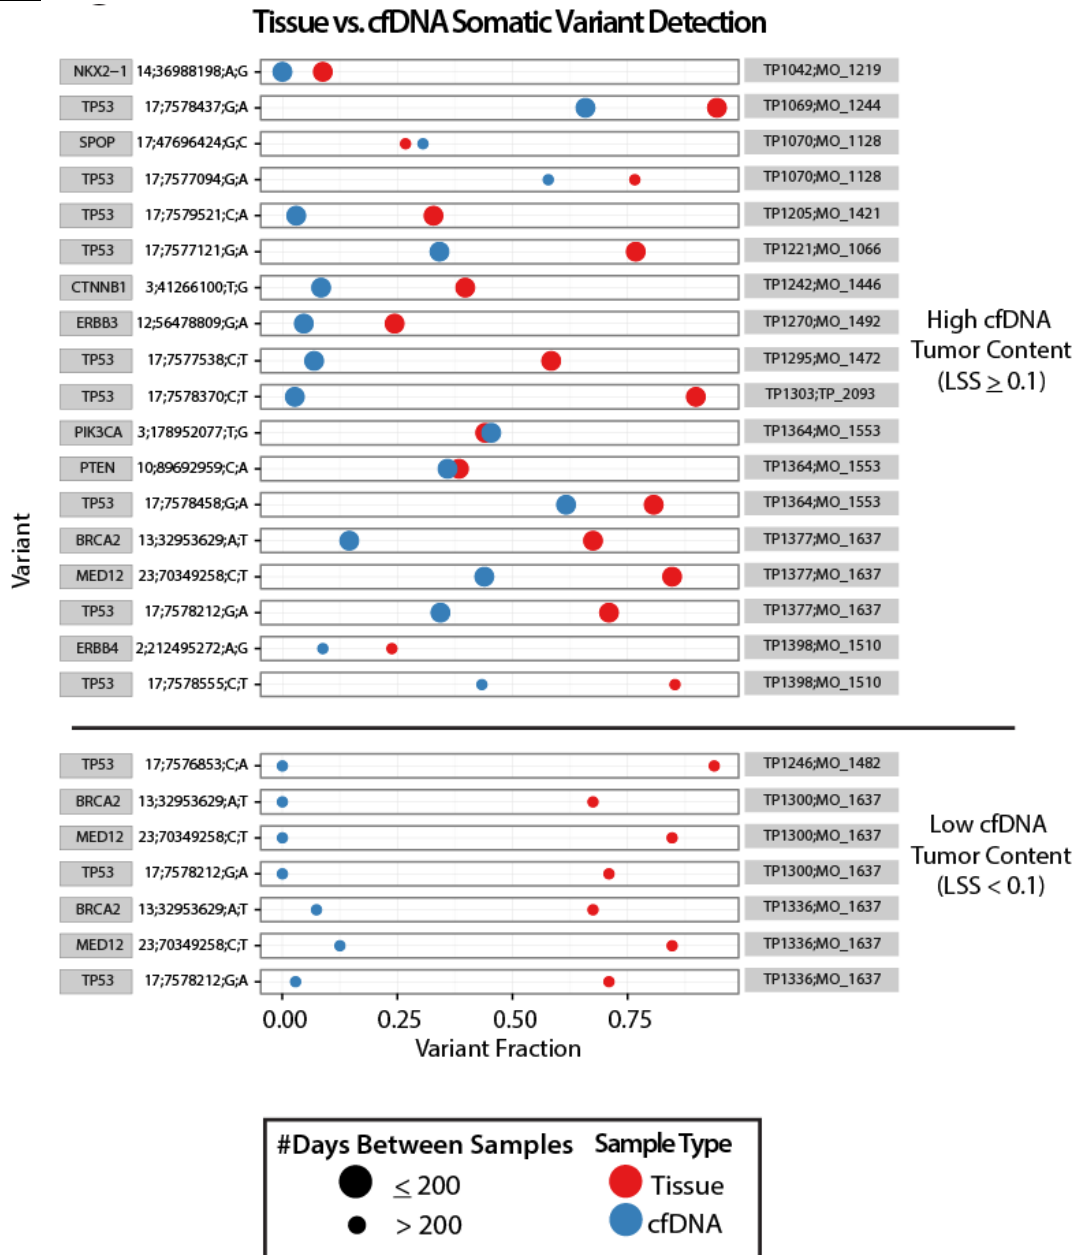 Tissue vs. cfDNA Somatic Variant Detection
NKX2−1 14;36988198;A;G TP1042;MO_1219
TP53 17;7578437;G;A TP1069;MO_1244
SPOP 17;47696424;G;C TP1070;MO_1128
TP53 17;7577094;G;A TP1070;MO_1128
TP53 17;7579521;C;A TP1205;MO_1421
TP53 17;7577121;G;A TP1221;MO_1066
CTNNB1 3;41266100;T;G TP1242;MO_1446
ERBB3 12;56478809;G;A TP1270;MO_1492
TP53 17;7577538;C;T TP1295;MO_1472
TP53 17;7578370;C;T TP1303;TP_2093
PIK3CA 3;178952077;T;G TP1364;MO_1553
PTEN 10;89692959;C;A TP1364;MO_1553
TP53 17;7578458;G;A TP1364;MO_1553
BRCA2 13;32953629;A;T TP1377;MO_1637
MED12 23;70349258;C;T TP1377;MO_1637
TP53 17;7578212;G;A TP1377;MO_1637
ERBB4 2;212495272;A;G TP1398;MO_1510
TP53 17;7578555;C;T TP1398;MO_1510
High cfDNA
Tumor Content
(LSS ≥ 0.1)
Variant
TP53 17;7576853;C;A TP1246;MO_1482
BRCA2 13;32953629;A;T TP1300;MO_1637
MED12 23;70349258;C;T TP1300;MO_1637
TP53 17;7578212;G;A TP1300;MO_1637
BRCA2 13;32953629;A;T TP1336;MO_1637
MED12 23;70349258;C;T TP1336;MO_1637
TP53 17;7578212;G;A TP1336;MO_1637
Low cfDNA
Tumor Content
(LSS < 0.1)
0.00 0.25 0.50 0.75
Variant Fraction
#Days Between Samples Sample Type
≤ 200 Tissue
> 200 cfDNA